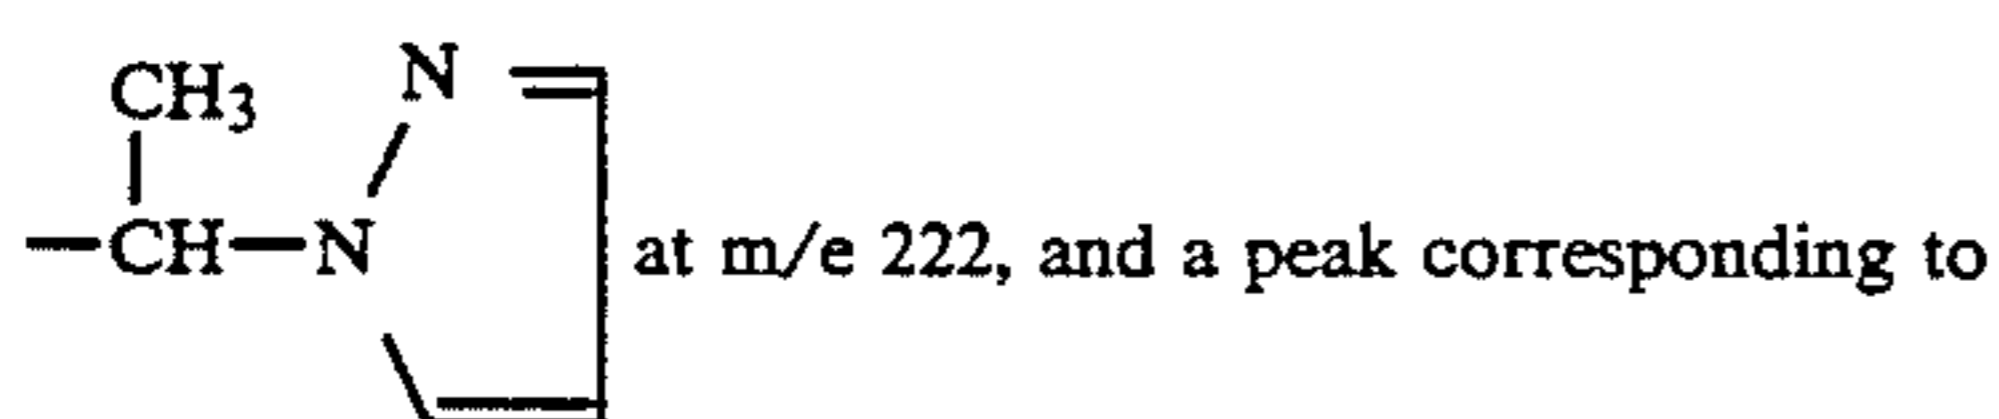 CH3 N
—CH—N at m/e 222, and a peak corresponding to